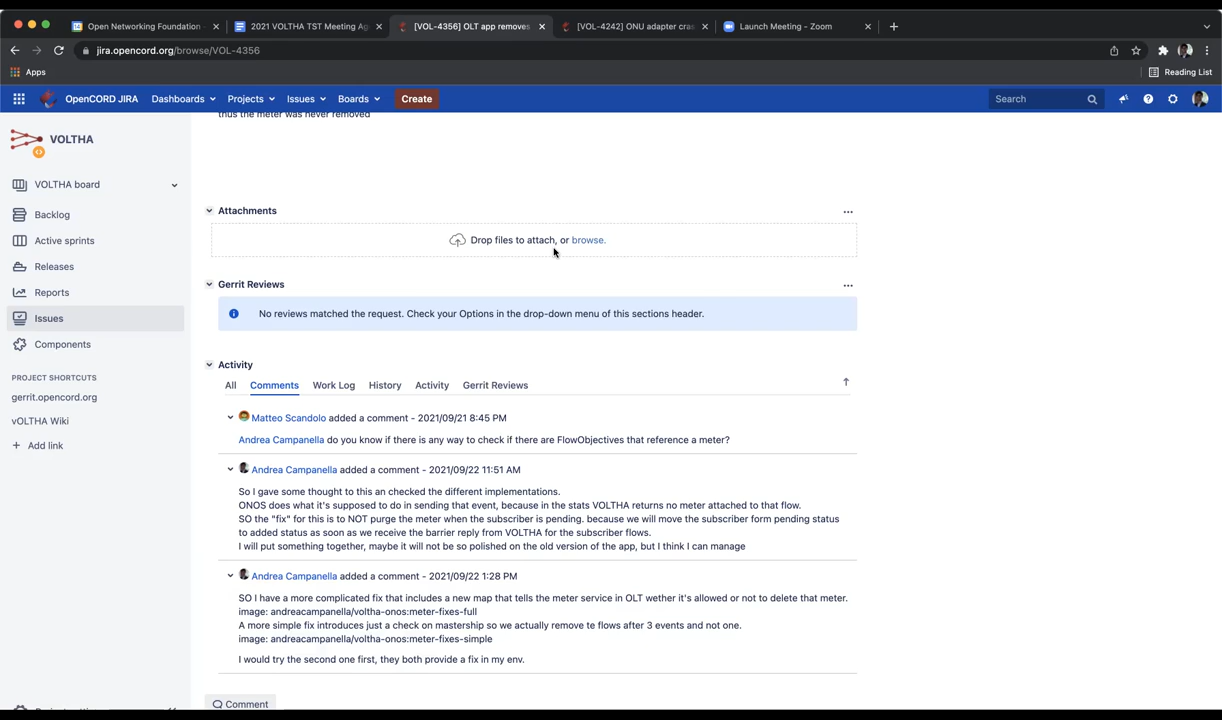 Open Networking Foundation
2021 VOLTHA TST Meeting Ag
[VOL-4356] OLT app removes
[VOL-4242] ONU adapter cras
Launch Meeting - Zoom
jira.opencord.org/browse/VOL-4356
Apps
Reading List
OpenCORD JIRA Dashboards Projects Issues Boards Create
Search
thus the meter was never removed
VOLTHA
VOLTHA board
Backlog
Active sprints
Releases
Reports
Issues
Components
PROJECT SHORTCUTS
gerrit.opencord.org
vOLTHA Wiki
+ Add link
Attachments
Drop files to attach, or browse.
Gerrit Reviews
No reviews matched the request. Check your Options in the drop-down menu of this sections header.
Activity
All Comments Work Log History Activity Gerrit Reviews
Matteo Scandolo added a comment - 2021/09/21 8:45 PM
Andrea Campanella do you know if there is any way to check if there are FlowObjectives that reference a meter?
Andrea Campanella added a comment - 2021/09/22 11:51 AM
So I gave some thought to this an checked the different implementations.
ONOS does what it's supposed to do in sending that event, because in the stats VOLTHA returns no meter attached to that flow.
SO the "fix" for this is to NOT purge the meter when the subscriber is pending. because we will move the subscriber form pending status
to added status as soon as we receive the barrier reply from VOLTHA for the subscriber flows.
I will put something together, maybe it will not be so polished on the old version of the app, but I think I can manage
Andrea Campanella added a comment - 2021/09/22 1:28 PM
SO I have a more complicated fix that includes a new map that tells the meter service in OLT wether it's allowed or not to delete that meter.
image: andreacampanella/voltha-onos:meter-fixes-full
A more simple fix introduces just a check on mastership so we actually remove te flows after 3 events and not one.
image: andreacampanella/voltha-onos:meter-fixes-simple
I would try the second one first, they both provide a fix in my env.
Comment